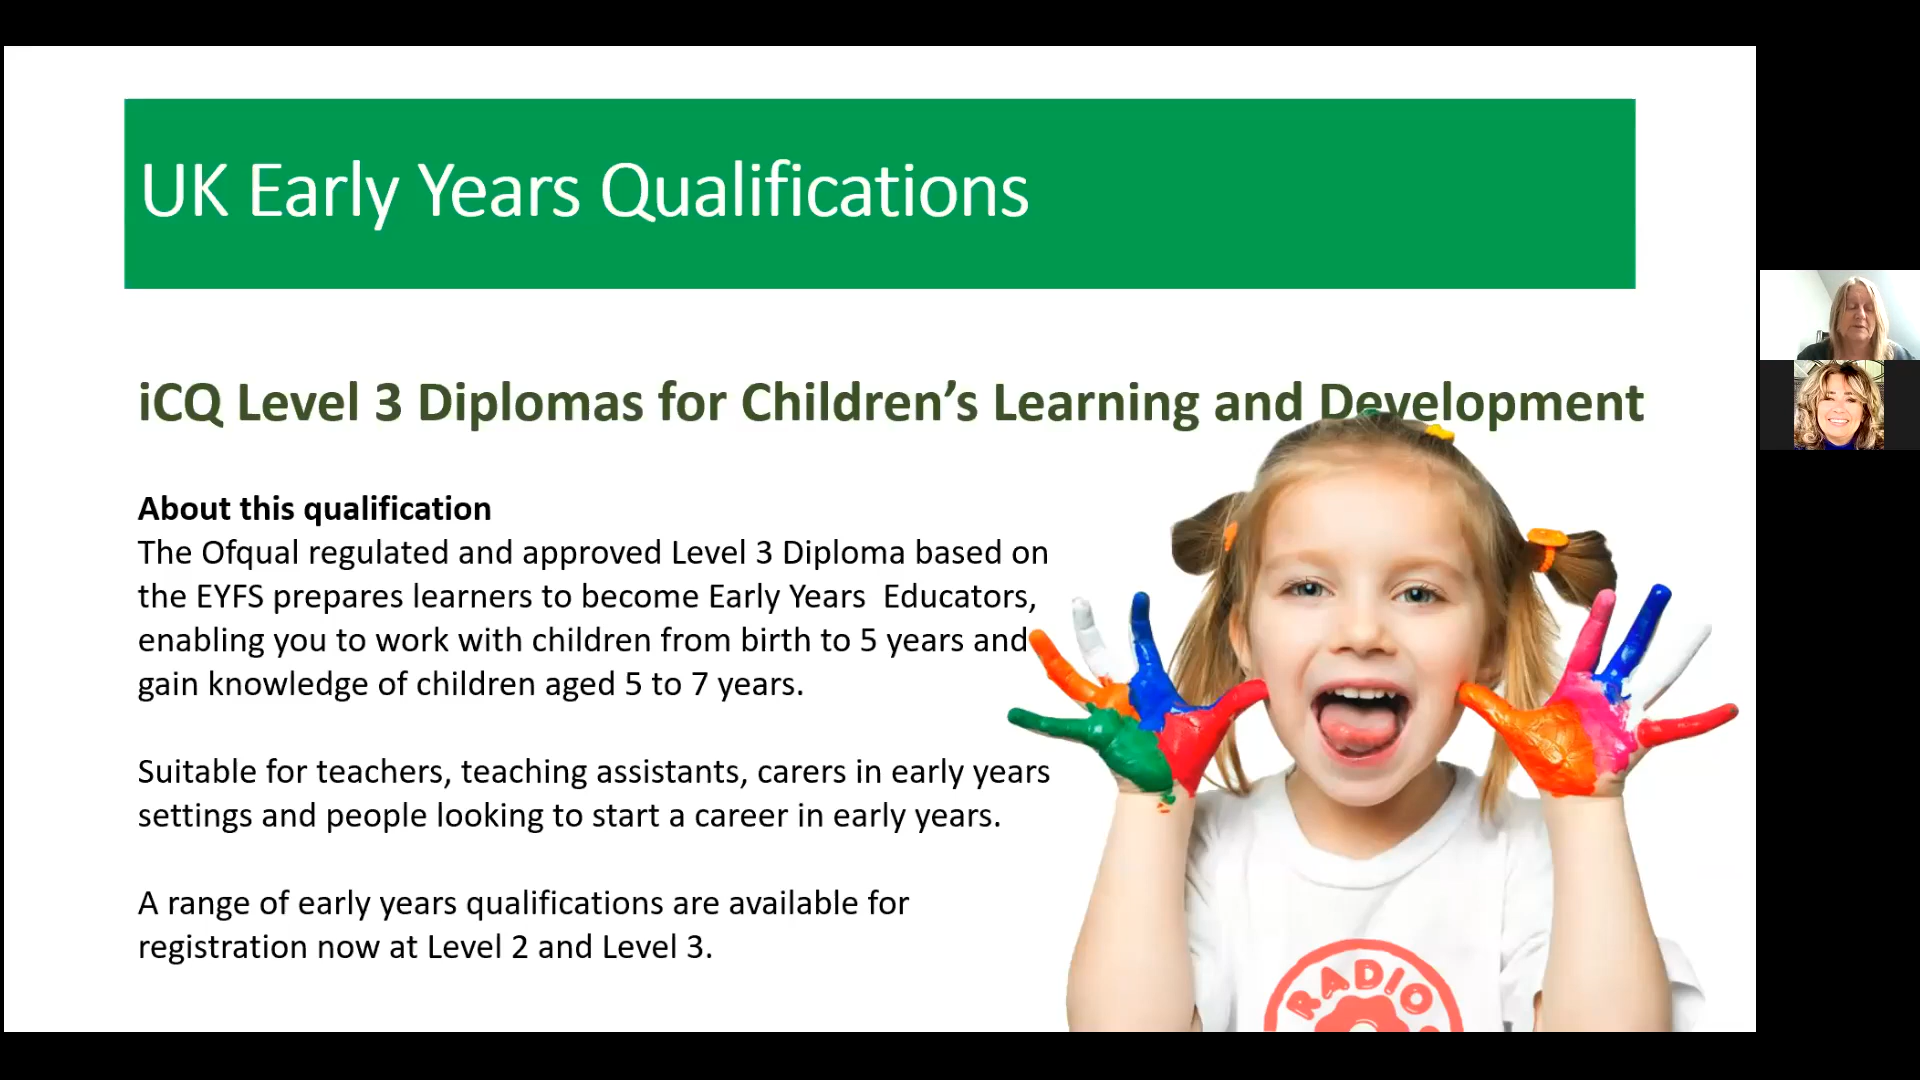 UK Early Years Qualifications
iCQ Level 3 Diplomas for Children’s Learning and Development
About this qualification
The Ofqual regulated and approved Level 3 Diploma based on
the EYFS prepares learners to become Early Years  Educators,
enabling you to work with children from birth to 5 years and
gain knowledge of children aged 5 to 7 years.
Suitable for teachers, teaching assistants, carers in early years
settings and people looking to start a career in early years.
A range of early years qualifications are available for
registration now at Level 2 and Level 3.
RADIO